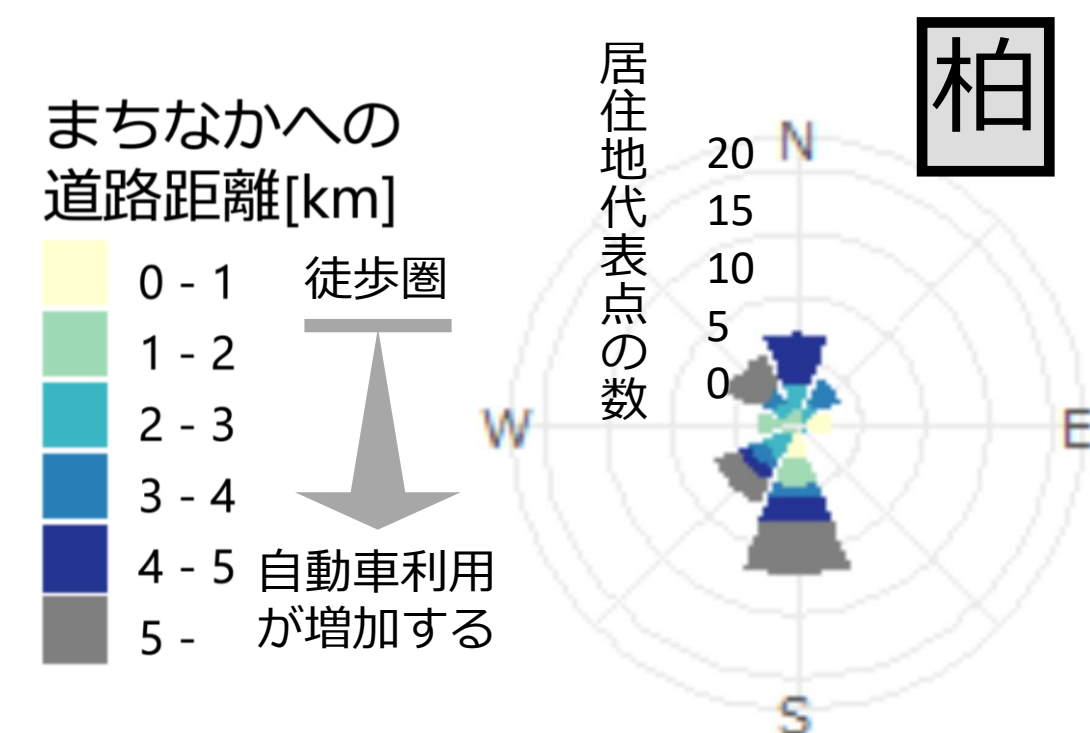 まちなかへの
道路距離[km]
0 - 1
1 - 2
2 - 3
3 - 4
4 - 5
5 -
徒歩圏
自動車利用
が増加する
居住地代表点の数
20
15
10
5
0
N
W
E
S
柏